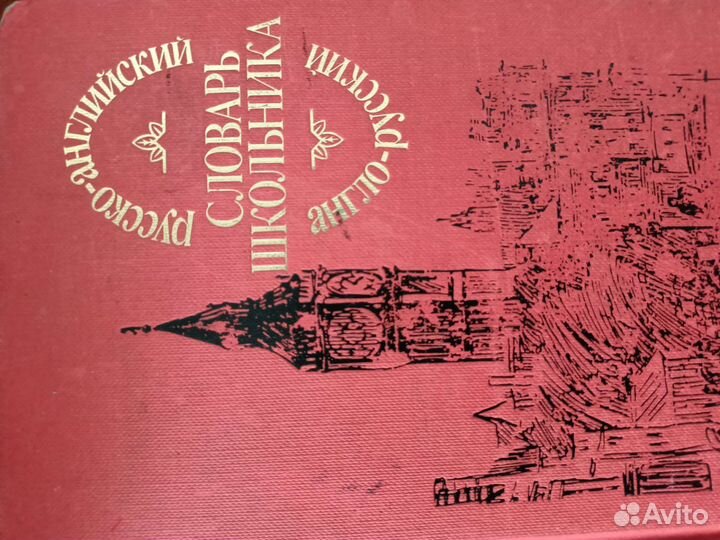 русско-английский
СЛОВАРЬ
ШКОЛЬНИКА
англо-русский
Avito